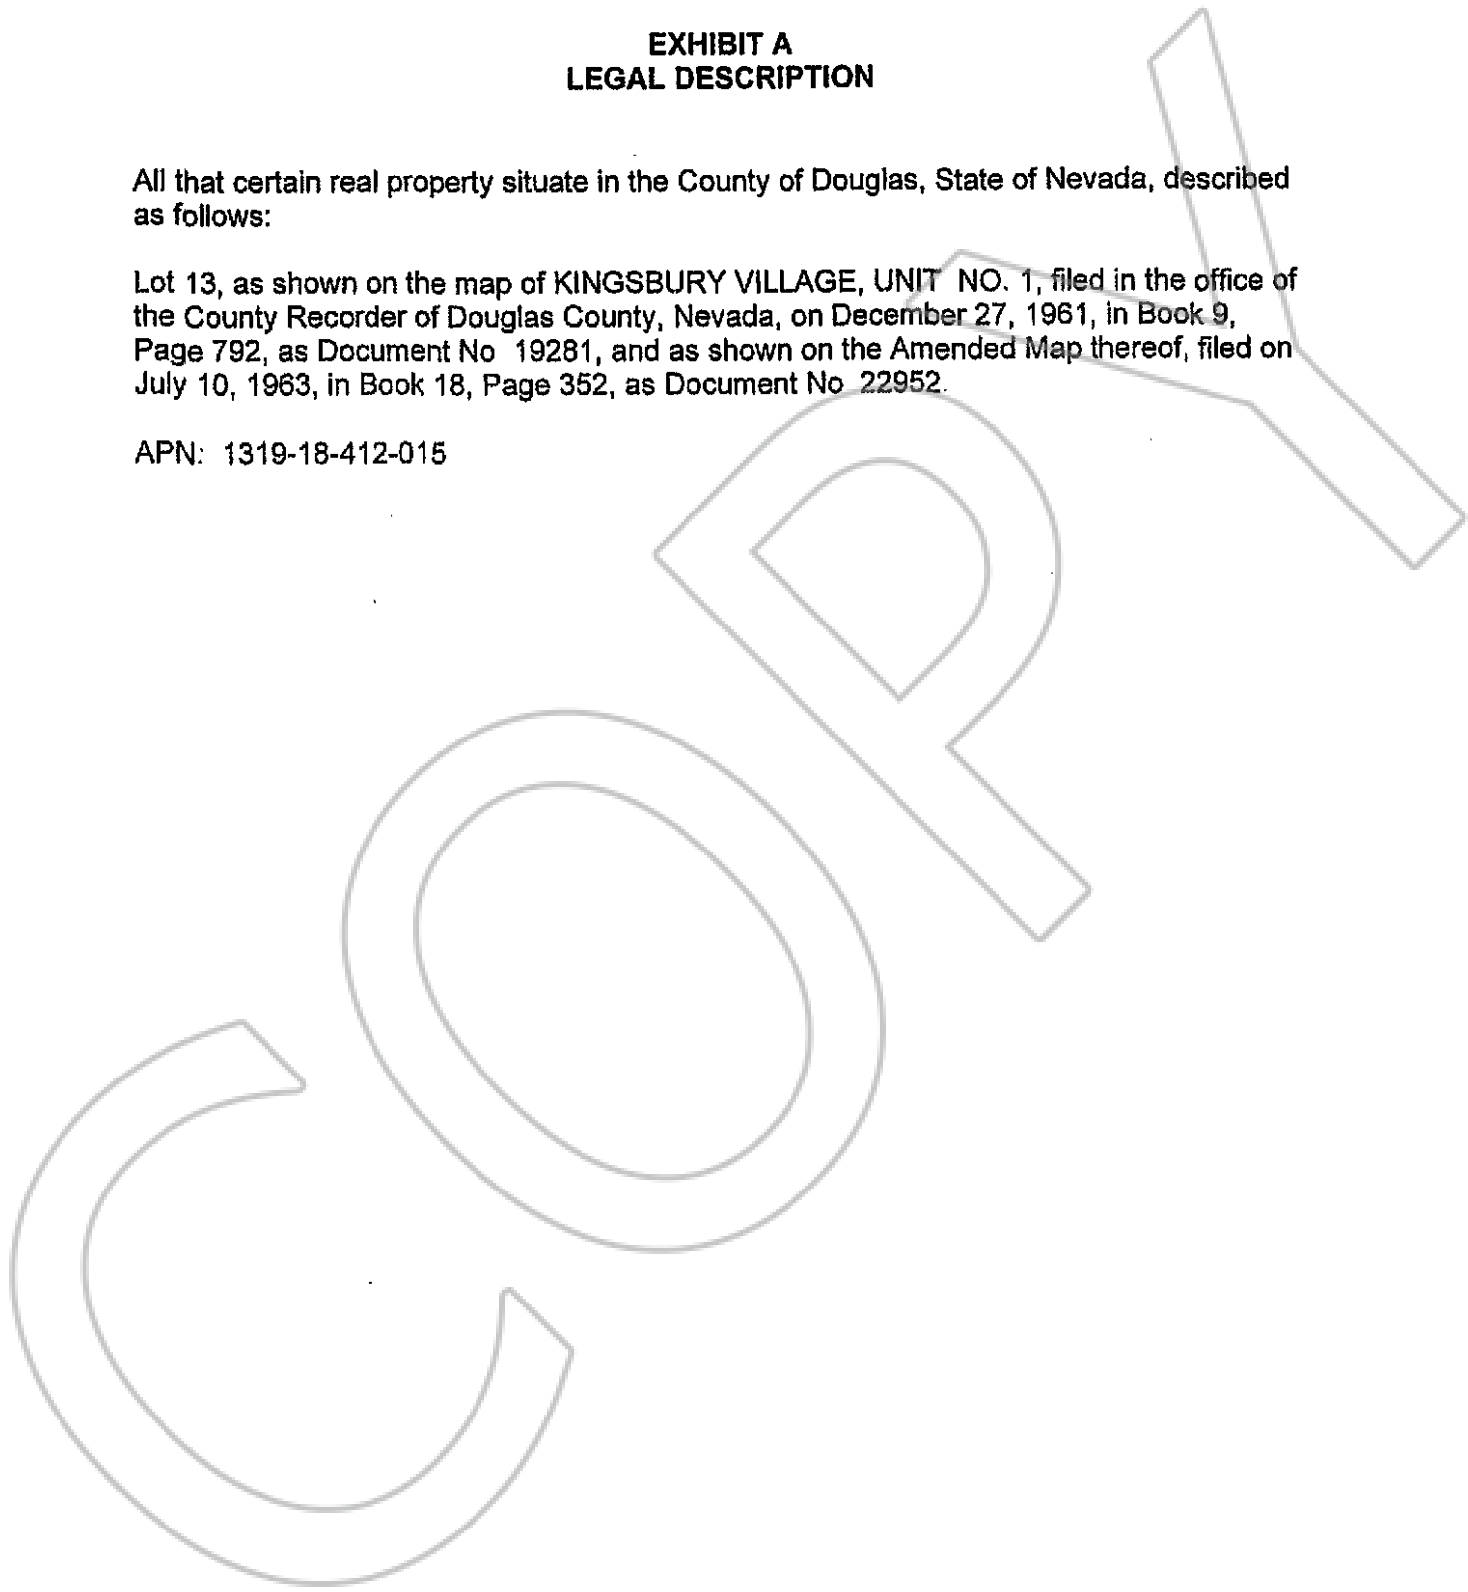 EXHIBIT A
LEGAL DESCRIPTION
All that certain real property situate in the County of Douglas, State of Nevada, described
as follows:
Lot 13, as shown on the map of KINGSBURY VILLAGE, UNIT NO. 1, filed in the office of
the County Recorder of Douglas County, Nevada, on December 27, 1961, in Book 9,
Page 792, as Document No 19281, and as shown on the Amended Map thereof, filed on
July 10, 1963, in Book 18, Page 352, as Document No 22952.
APN: 1319-18-412-015
COPY